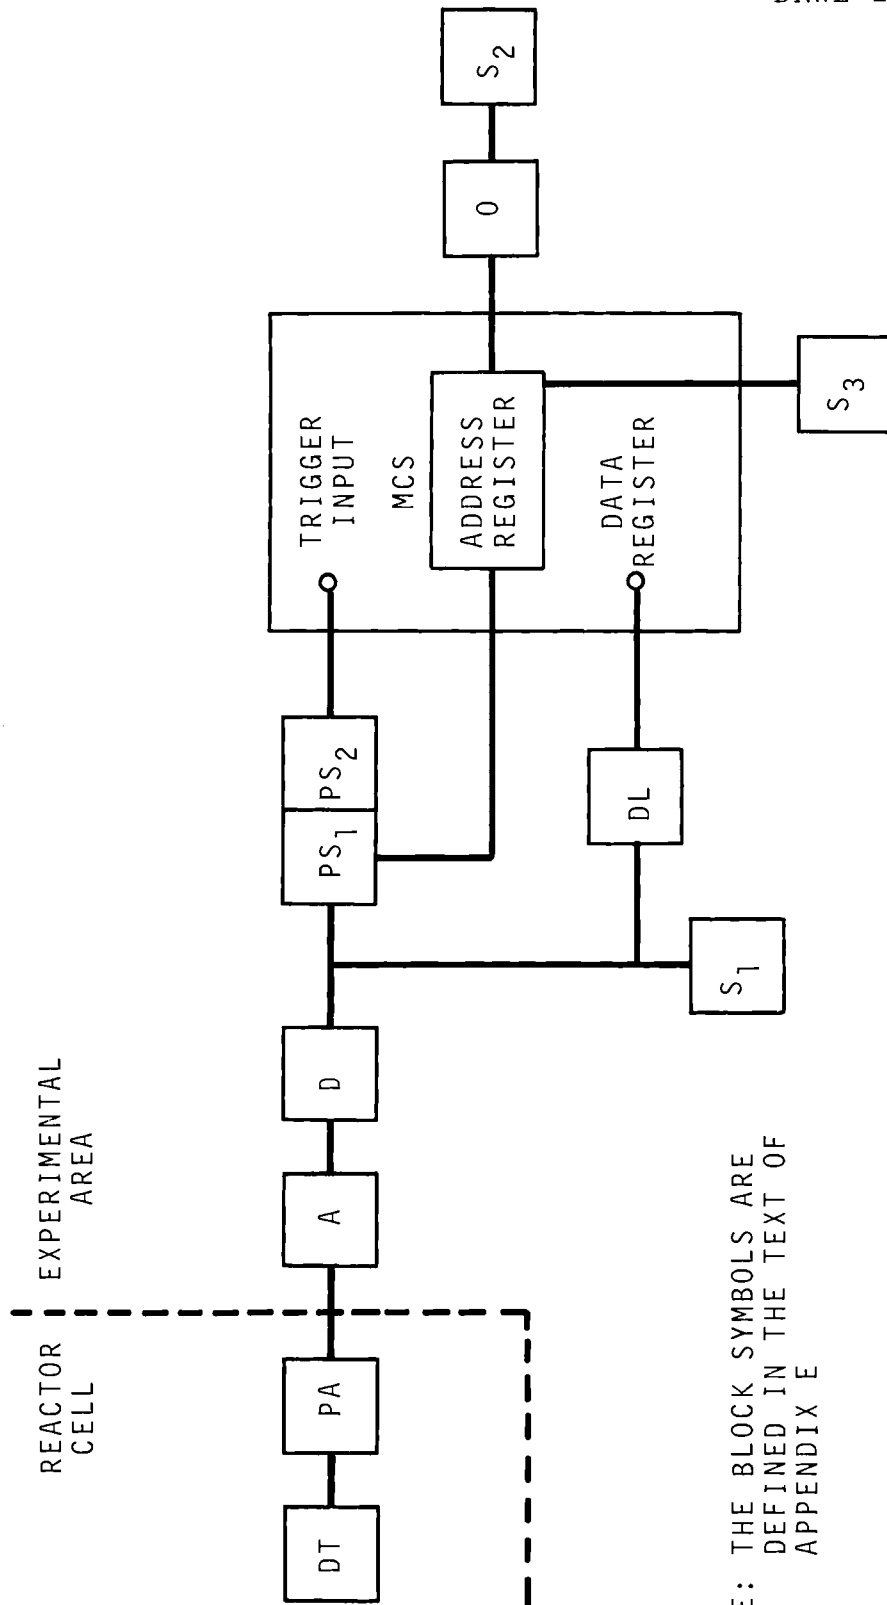 REACTOR
CELL
EXPERIMENTAL
AREA
DT
PA
A
D
PS1
PS2
TRIGGER
INPUT
MCS
ADDRESS
REGISTER
DATA
REGISTER
O
S2
DL
S1
S3
THE BLOCK SYMBOLS ARE
DEFINED IN THE TEXT OF
APPENDIX E